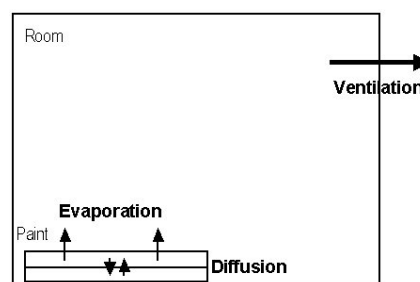 Room
Ventilation
Evaporation
Paint
Diffusion